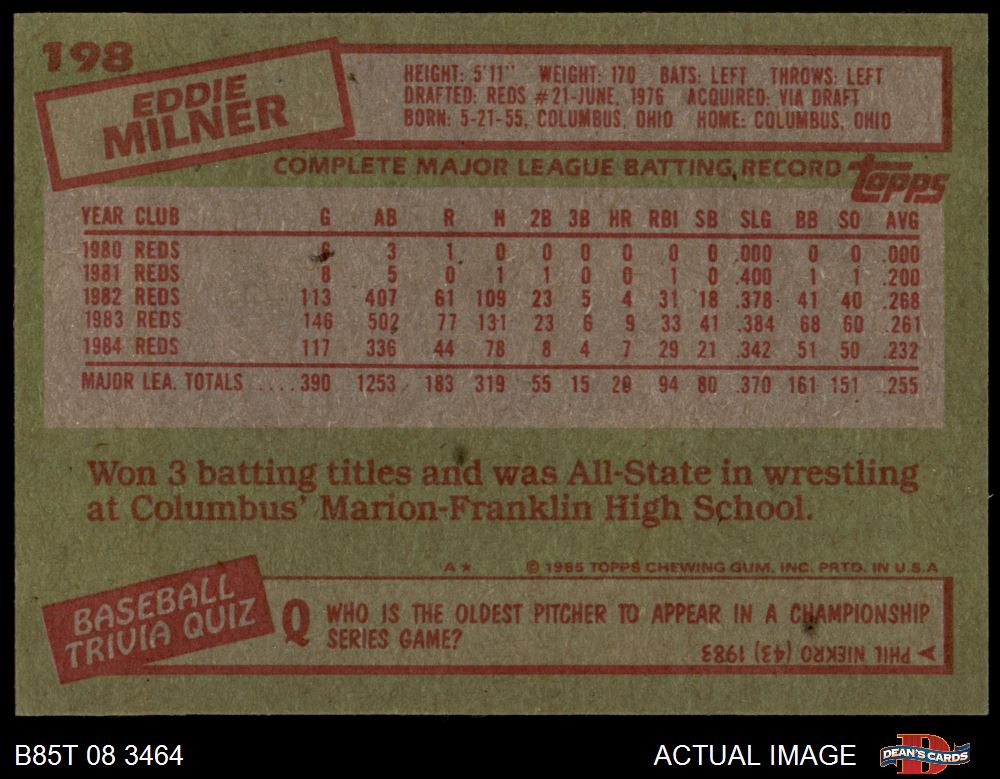 198
EDDIE
MILNER
HEIGHT: 5'11" WEIGHT: 170 BATS: LEFT THROWS: LEFT
DRAFTED: REDS #21-JUNE, 1976 ACQUIRED: VIA DRAFT
BORN: 5-21-55, COLUMBUS, OHIO HOME: COLUMBUS, OHIO
COMPLETE MAJOR LEAGUE BATTING RECORD topps
YEAR CLUB G AB R H 2B 3B HR RBI SB SLG BB SO AVG
1980 REDS 6 3 1 0 0 0 0 0 0 .000 0 0 .000
1981 REDS 8 5 0 1 1 0 0 1 0 .400 1 1 .200
1982 REDS 113 407 61 109 23 5 4 31 18 .378 41 40 .268
1983 REDS 146 502 77 131 23 6 9 33 41 .384 68 60 .261
1984 REDS 117 336 44 78 8 4 7 29 21 .342 51 50 .232
MAJOR LEA. TOTALS ....390 1253 183 319 55 15 20 94 80 .370 161 151 .255
Won 3 batting titles and was All-State in wrestling
at Columbus' Marion-Franklin High School.
A* © 1985 TOPPS CHEWING GUM, INC. PRTD. IN U.S.A
BASEBALL
TRIVIA QUIZ
Q WHO IS THE OLDEST PITCHER TO APPEAR IN A CHAMPIONSHIP
SERIES GAME?
PHIL NIEKRO (43) 1983
B85T 08 3464 ACTUAL IMAGE DEAN'S CARDS